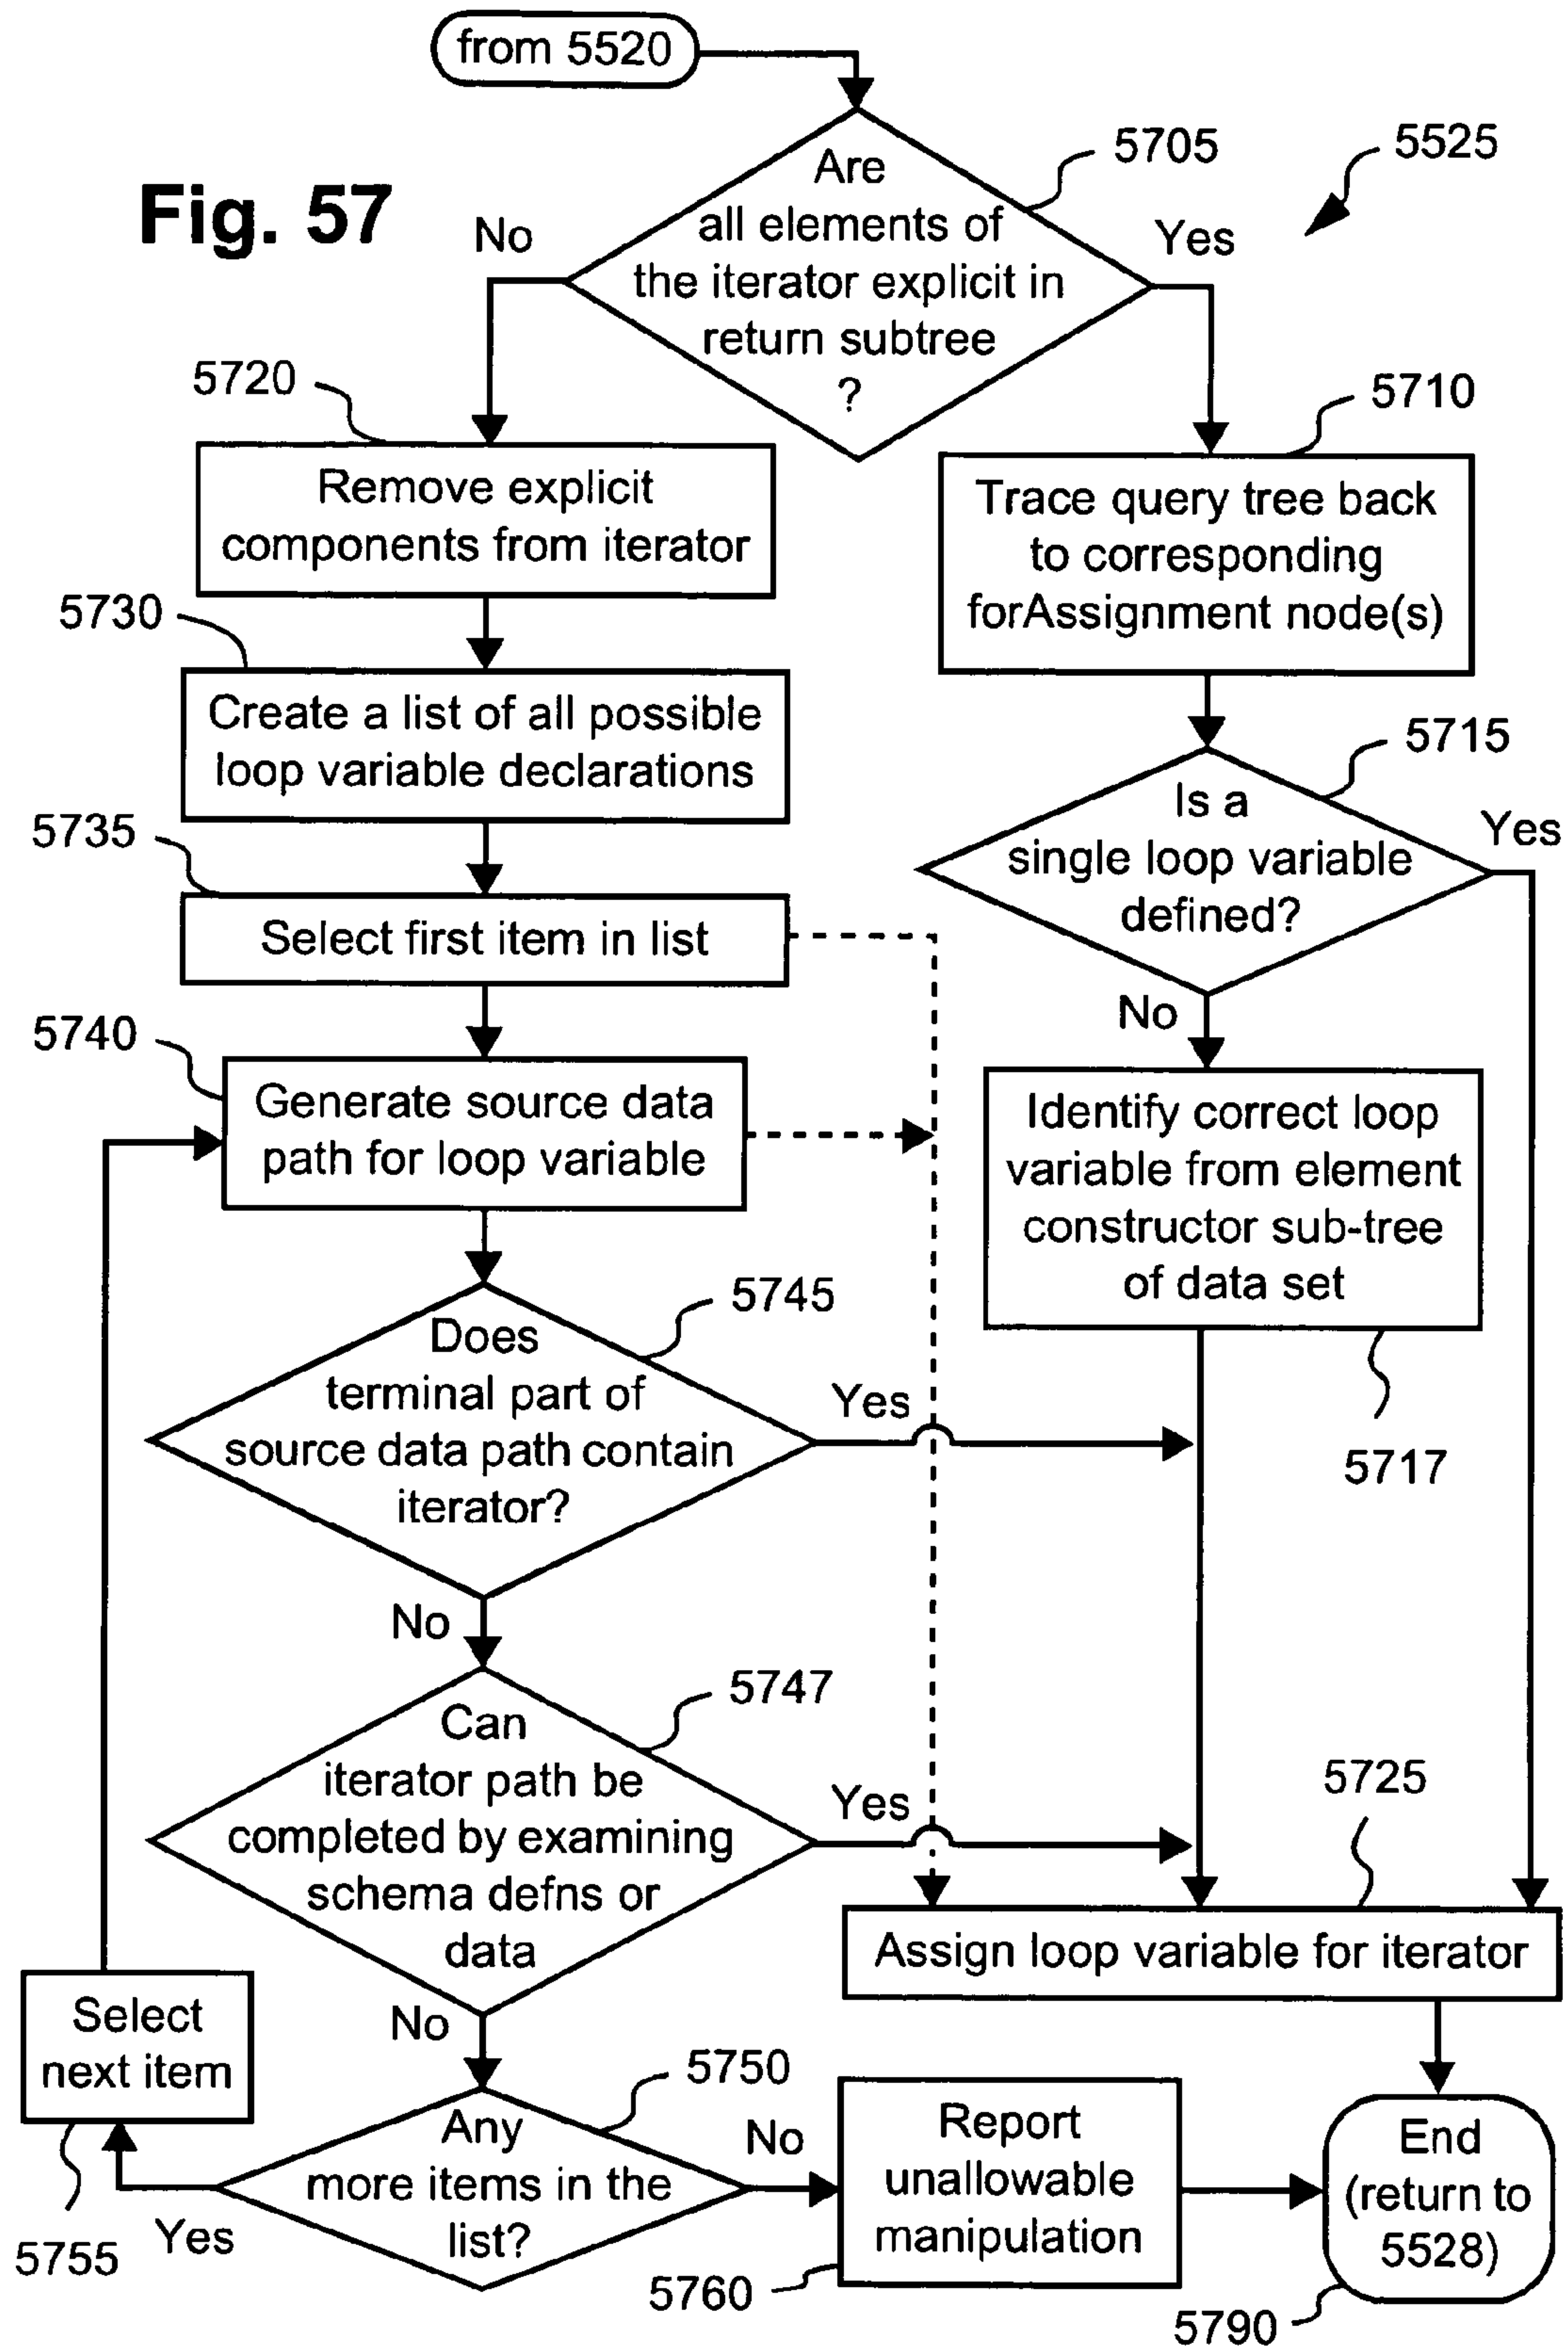 from 5520
5705
5525
Fig. 57
Are
all elements of
the iterator explicit in
return subtree
?
No
Yes
5720
5710
Remove explicit
components from iterator
Trace query tree back
to corresponding
forAssignment node(s)
5730
Create a list of all possible
loop variable declarations
5715
Is a
single loop variable
defined?
Yes
No
5735
Select first item in list
5740
Generate source data
path for loop variable
Identify correct loop
variable from element
constructor sub-tree
of data set
5717
5745
Does
terminal part of
source data path contain
iterator?
Yes
No
5747
Can
iterator path be
completed by examining
schema defns or
data
Yes
No
5725
Assign loop variable for iterator
Select
next item
5755
5750
Any
more items in the
list?
Yes
No
Report
unallowable
manipulation
5760
End
(return to
5528)
5790